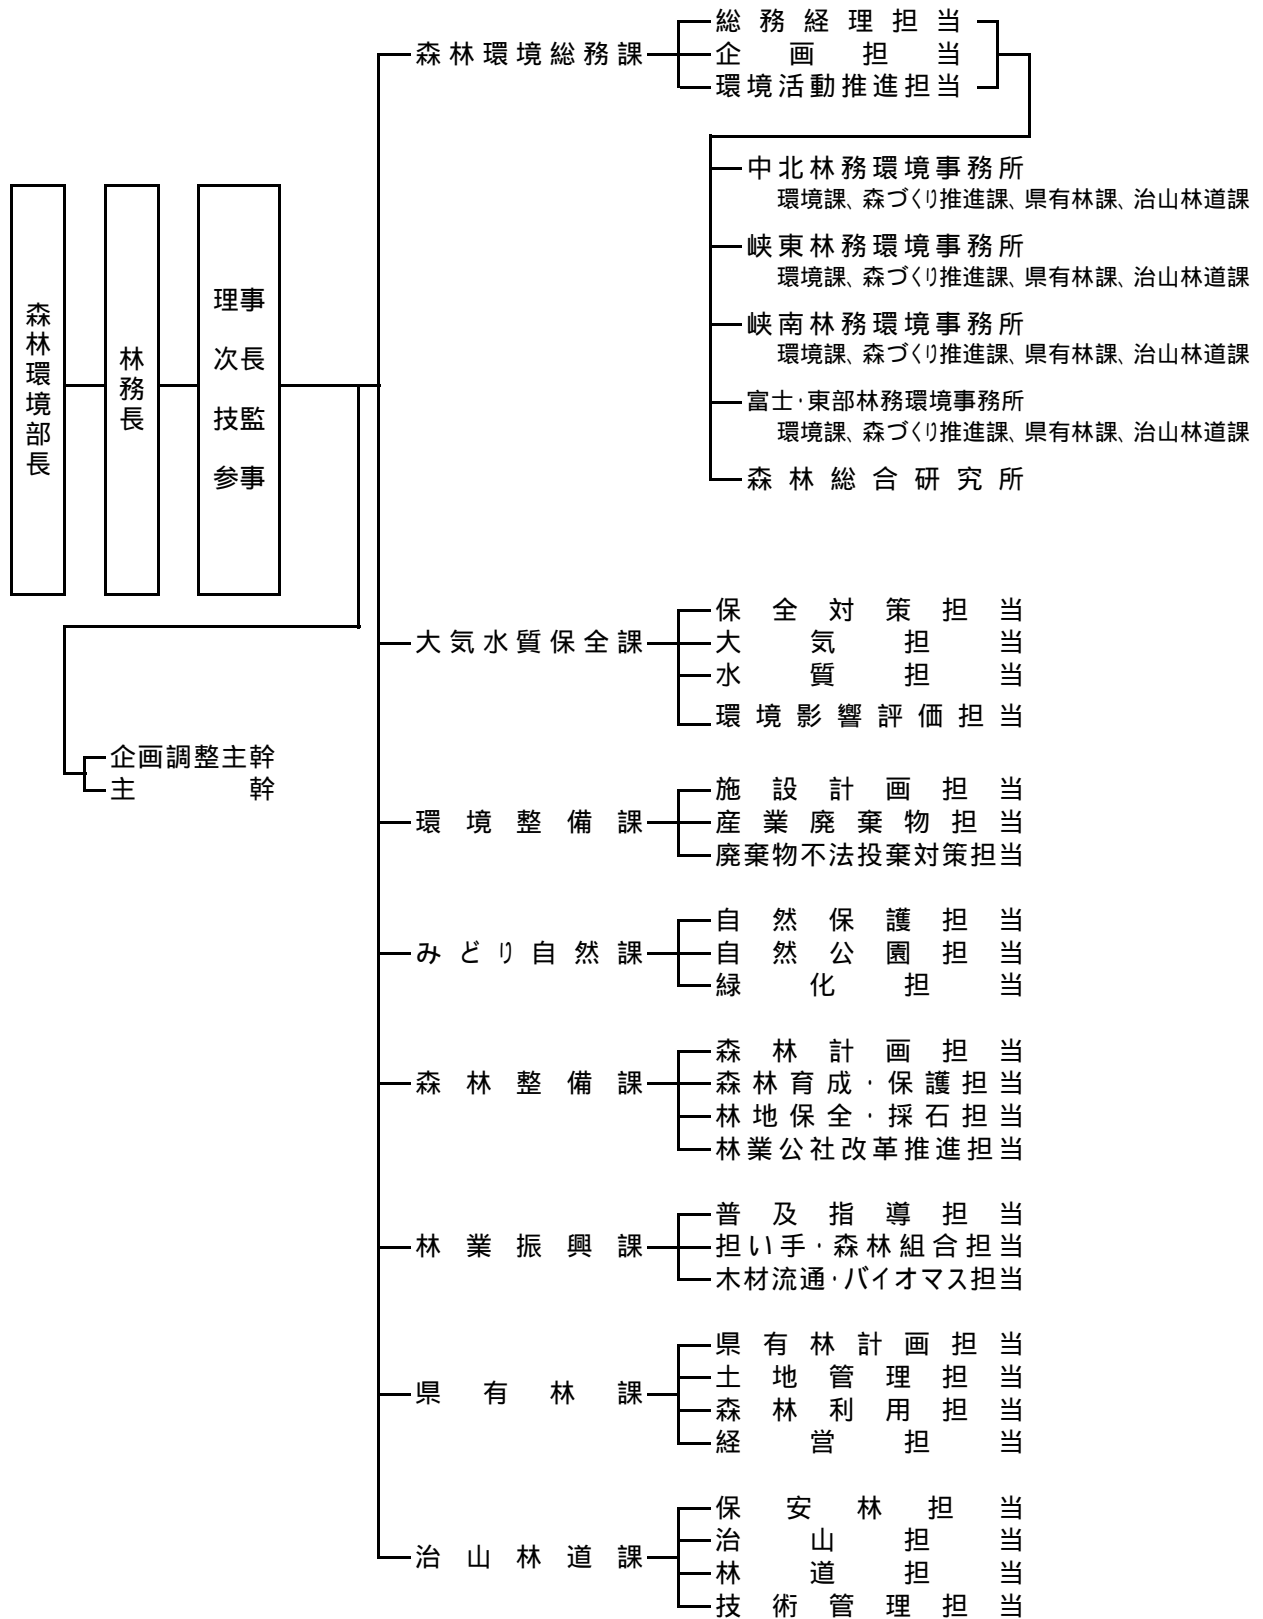 森林環境部長
林務長
理事
次長
技監
参事
企画調整主幹
主幹
森林環境総務課
総務経理担当
企画担当
環境活動推進担当
中北林務環境事務所
環境課、森づくり推進課、県有林課、治山林道課
峡東林務環境事務所
環境課、森づくり推進課、県有林課、治山林道課
峡南林務環境事務所
環境課、森づくり推進課、県有林課、治山林道課
富士・東部林務環境事務所
環境課、森づくり推進課、県有林課、治山林道課
森林総合研究所
大気水質保全課
保全対策担当
大気担当
水質担当
環境影響評価担当
環境整備課
施設計画担当
産業廃棄物担当
廃棄物不法投棄対策担当
みどり自然課
自然保護担当
自然公園担当
緑化担当
森林整備課
森林計画担当
森林育成・保護担当
林地保全・採石担当
林業公社改革推進担当
林業振興課
普及指導担当
担い手・森林組合担当
木材流通・バイオマス担当
県有林課
県有林計画担当
土地管理担当
森林利用担当
経営担当
治山林道課
保安林担当
治山担当
林道担当
技術管理担当